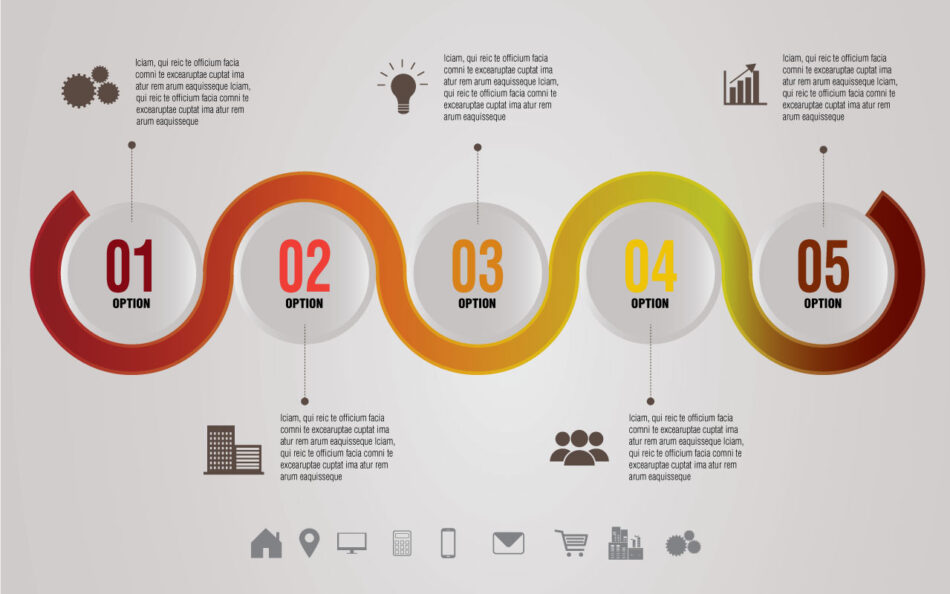 Iciam, qui reic te officium facia
comni te excearuptae cuptat ima
atur rem arum eaquisseque Iciam,
qui reic te officium facia comni te
excearuptae cuptat ima atur rem
arum eaquisseque
Iciam, qui reic te officium facia
comni te excearuptae cuptat ima
atur rem arum eaquisseque Iciam,
qui reic te officium facia comni te
excearuptae cuptat ima atur rem
arum eaquisseque
Iciam, qui reic te officium facia
comni te excearuptae cuptat ima
atur rem arum eaquisseque Iciam,
qui reic te officium facia comni te
excearuptae cuptat ima atur rem
arum eaquisseque
01
OPTION
02
OPTION
03
OPTION
04
OPTION
05
OPTION
Iciam, qui reic te officium facia
comni te excearuptae cuptat ima
atur rem arum eaquisseque Iciam,
qui reic te officium facia comni te
excearuptae cuptat ima atur rem
arum eaquisseque
Iciam, qui reic te officium facia
comni te excearuptae cuptat ima
atur rem arum eaquisseque Iciam,
qui reic te officium facia comni te
excearuptae cuptat ima atur rem
arum eaquisseque